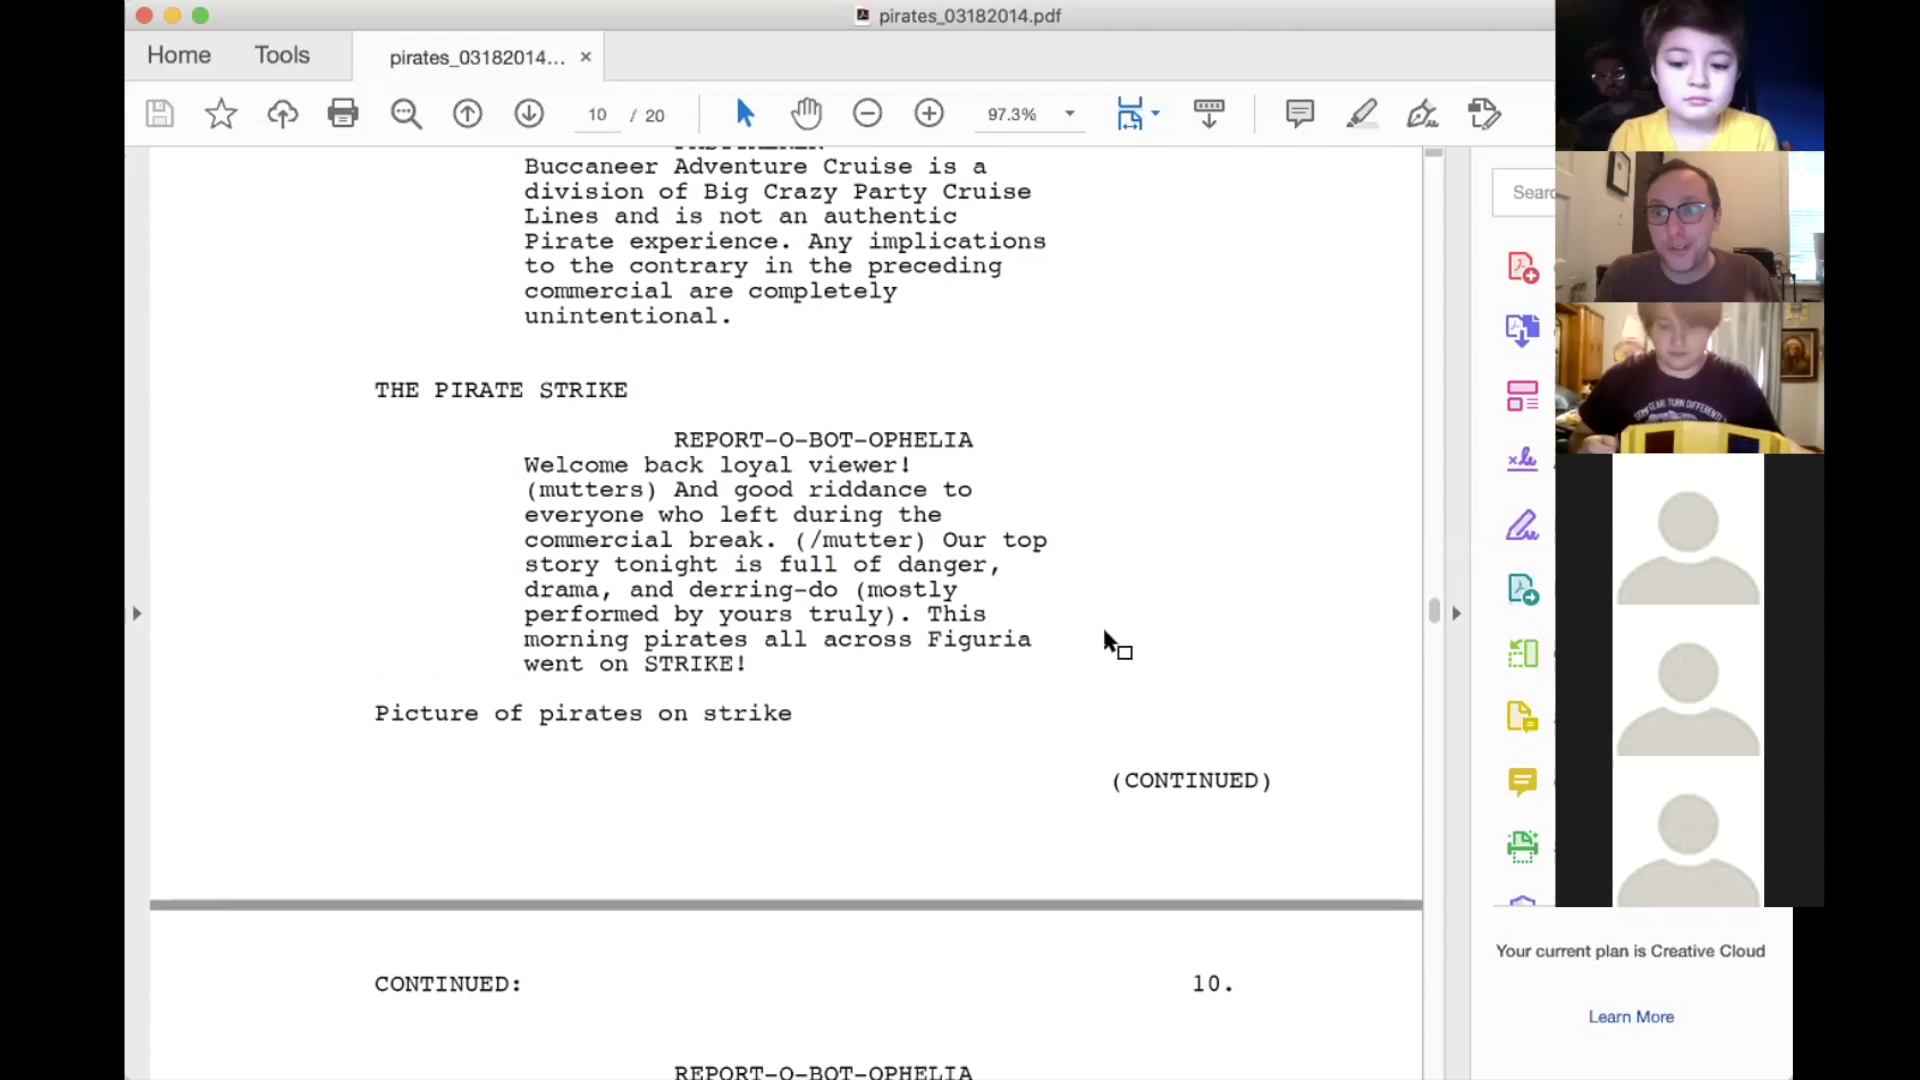 pirates_03182014.pdf
Home
Tools
pirates_03182014...
10 / 20
97.3%
Buccaneer Adventure Cruise is a
division of Big Crazy Party Cruise
Lines and is not an authentic
Pirate experience. Any implications
to the contrary in the preceding
commercial are completely
unintentional.
THE PIRATE STRIKE
REPORT-O-BOT-OPHELIA
Welcome back loyal viewer!
(mutters) And good riddance to
everyone who left during the
commercial break. (/mutter) Our top
story tonight is full of danger,
drama, and derring-do (mostly
performed by yours truly). This
morning pirates all across Figuria
went on STRIKE!
Picture of pirates on strike
(CONTINUED)
CONTINUED:
10.
REPORT-O-BOT-OPHELIA
Searc
SOME GEAR TURN DIFFERENTLY
Your current plan is Creative Cloud
Learn More